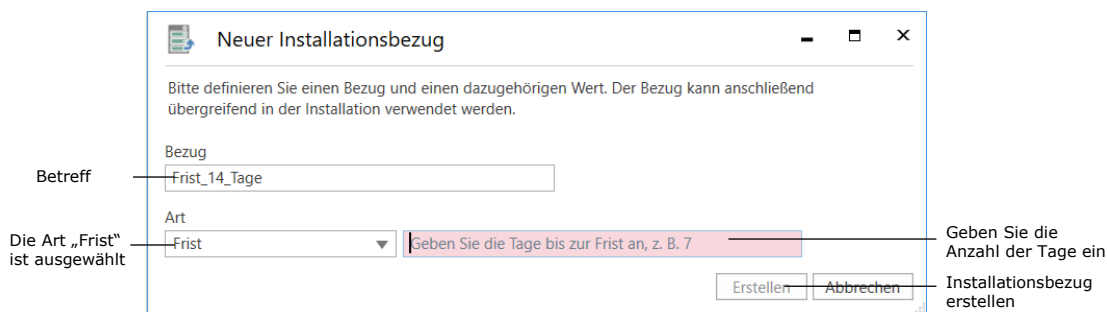 Neuer Installationsbezug
Bitte definieren Sie einen Bezug und einen dazugehörigen Wert. Der Bezug kann anschließend
übergreifend in der Installation verwendet werden.
Bezug
Betreff
Frist_14_Tage
Art
Die Art „Frist“
ist ausgewählt
Frist
Geben Sie die Tage bis zur Frist an, z. B. 7
Geben Sie die
Anzahl der Tage ein
Erstellen
Abbrechen
Installationsbezug
erstellen